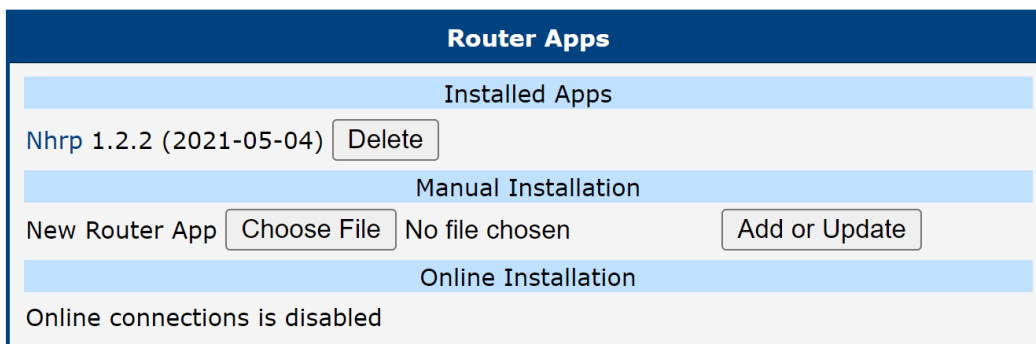 Router Apps
Installed Apps
Nhrp 1.2.2 (2021-05-04) Delete
Manual Installation
New Router App Choose File No file chosen Add or Update
Online Installation
Online connections is disabled